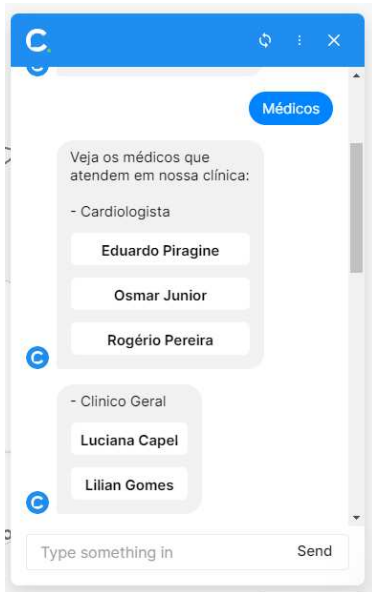 C.
Médicos
Veja os médicos que
atendem em nossa clínica:
- Cardiologista
Eduardo Piragine
Osmar Junior
Rogério Pereira
C
- Clinico Geral
Luciana Capel
Lilian Gomes
C
Type something in
Send